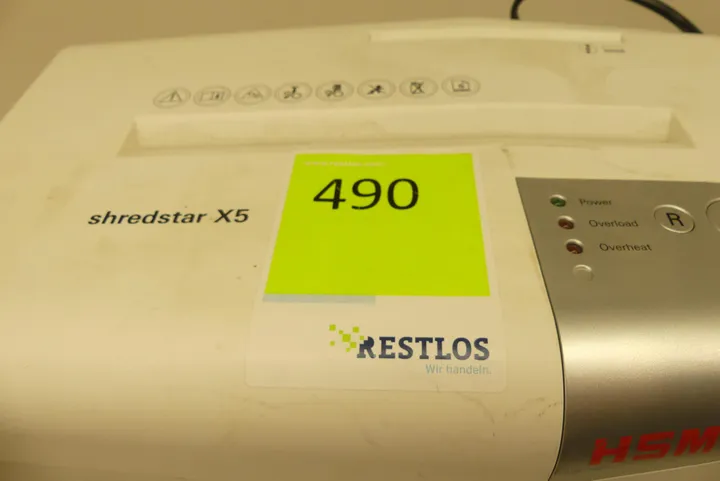 490
shredstar X5
Power
Overload
Overheat
R
RESTLOS
Wir handeln.
HSM